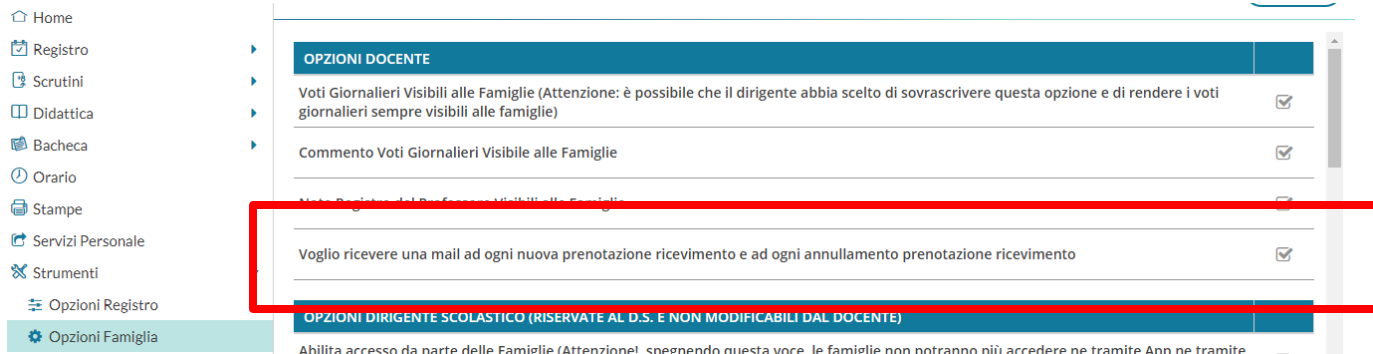 Home
Registro
Scrutini
Didattica
Bacheca
Orario
Stampe
Servizi Personale
Strumenti
Opzioni Registro
Opzioni Famiglia
OPZIONI DOCENTE
Voti Giornalieri Visibili alle Famiglie (Attenzione: è possibile che il dirigente abbia scelto di sovrascrivere questa opzione e di rendere i voti
giornalieri sempre visibili alle famiglie)
Commento Voti Giornalieri Visibile alle Famiglie
Note Registro del Professore Visibili alle Famiglie
Voglio ricevere una mail ad ogni nuova prenotazione ricevimento e ad ogni annullamento prenotazione ricevimento
OPZIONI DIRIGENTE SCOLASTICO (RISERVATE AL D.S. E NON MODIFICABILI DAL DOCENTE)
Abilita accesso da parte delle Famiglie (Attenzione!, spegnendo questa voce, le famiglie non potranno più accedere ne tramite App ne tramite